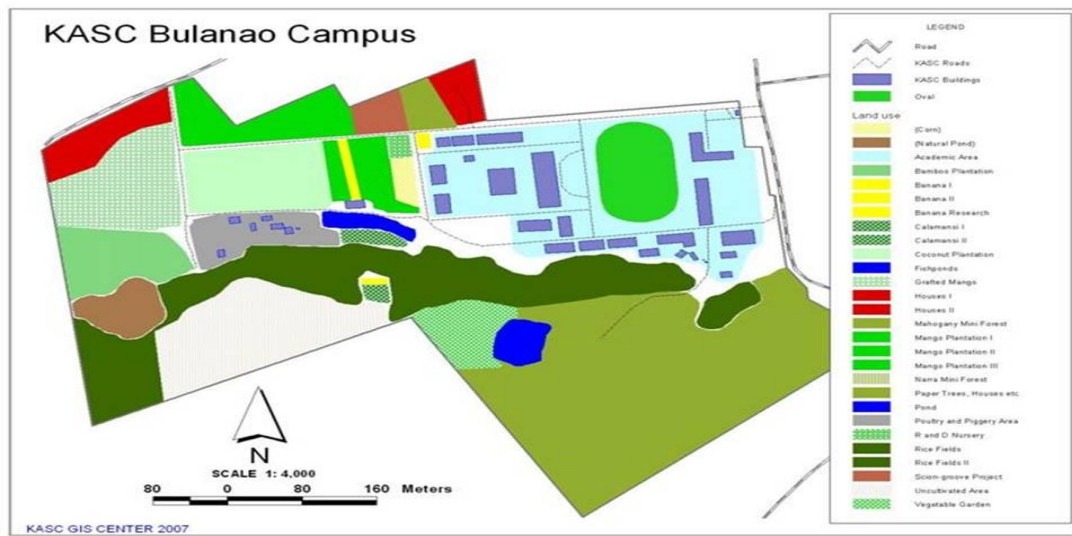 KASC Bulanao Campus
LEGEND
Road
KASC Roads
KASC Buildings
Oval
Land use
(Corn)
(Natural Pond)
Academic Area
Bamboo Plantation
Banana I
Banana II
Banana Research
Calamansi I
Calamansi II
Coconut Plantation
Fishponds
Grafted Mango
Houses I
Houses II
Mahogany Mini Forest
Mango Plantation I
Mango Plantation II
Mango Plantation III
Narra Mini Forest
Paper Trees, Houses etc
Pond
Poultry and Piggery Area
R and D Nursery
Rice Fields
Rice Fields II
Scion-groove Project
Uncultivated Area
Vegetable Garden
N
SCALE 1: 4,000
80 0 80 160 Meters
KASC GIS CENTER 2007